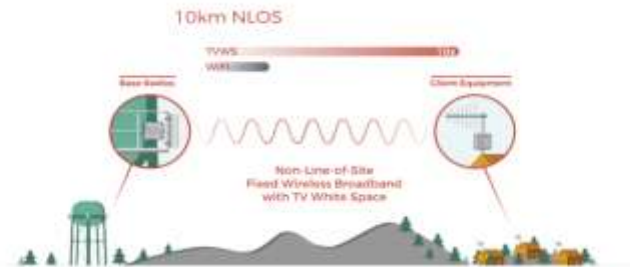 10km NLOS
TVWS 10x
WiFi
Base Station
Client Equipment
Non-Line-of-Site
Fixed Wireless Broadband
with TV White Space